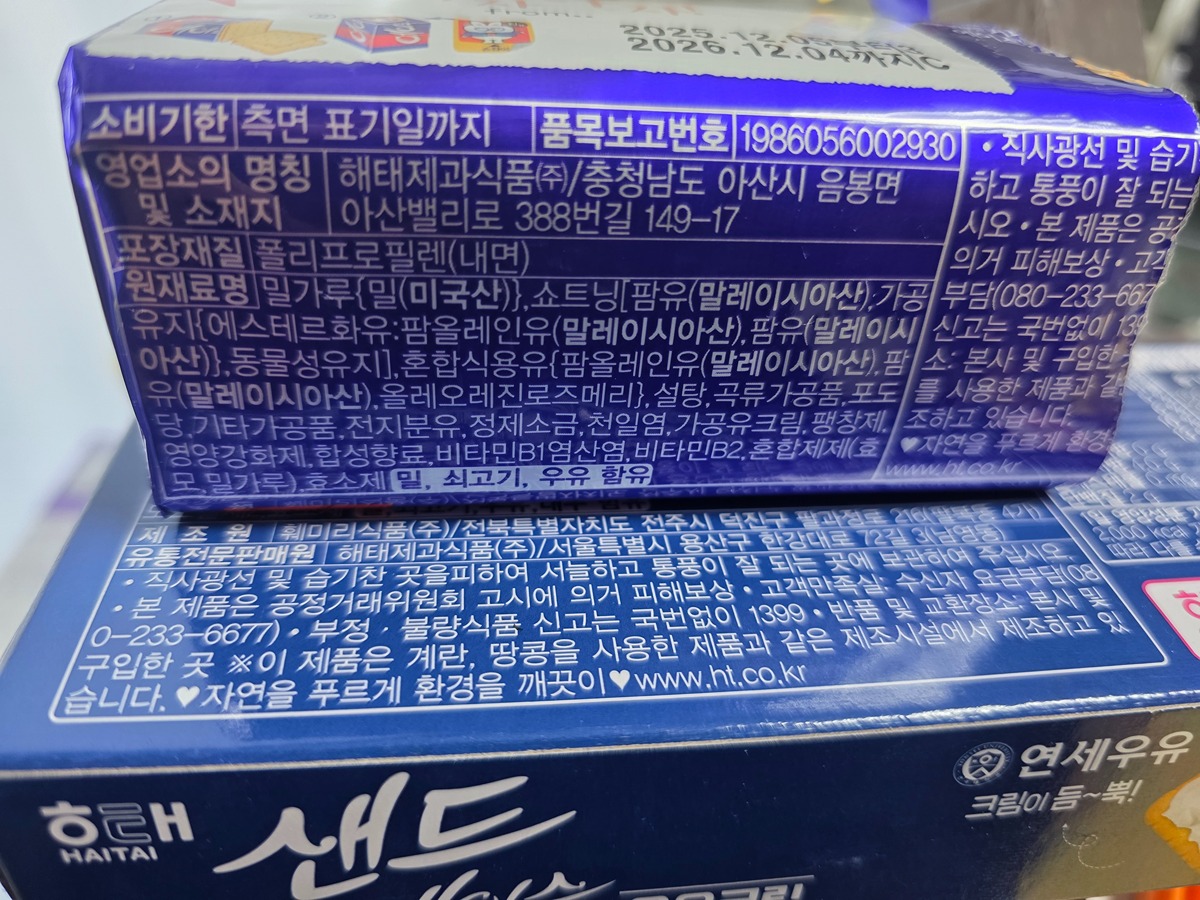 from..
2025.12.05
2026.12.04까지C
소비기한 측면 표기일까지 품목보고번호 1986056002930
영업소의 명칭 및 소재지 해태제과식품㈜/충청남도 아산시 음봉면
아산밸리로 388번길 149-17
포장재질 폴리프로필렌(내면)
원재료명 밀가루{밀(미국산)},쇼트닝[팜유(말레이시아산),가공
유지{에스테르화유:팜올레인유(말레이시아산),팜유(말레이시
아산)},동물성유지],혼합식용유{팜올레인유(말레이시아산),팜
유(말레이시아산),올레오레진로즈메리},설탕,곡류가공품,포도
당,기타가공품,전지분유,정제소금,천일염,가공유크림,팽창제,
영양강화제,합성향료,비타민B1염산염,비타민B2,혼합제제(효
모,밀가루),효소제 밀, 쇠고기, 우유 함유
• 직사광선 및 습기
하고 통풍이 잘 되는
시오 • 본 제품은 공
의거 피해보상 • 고객
부담(080-233-667
신고는 국번없이 139
소: 본사 및 구입한
를 사용한 제품과 같
조하고 있습니다.
♥자연을 푸르게 환경
www.ht.co.kr
제 조 원 훼미리식품(주)/전북특별자치도 전주시 덕진구 팔과정로
유통전문판매원 해태제과식품(주)/서울특별시 용산구 한강대로 72길 3(남영동)
• 직사광선 및 습기찬 곳을피하여 서늘하고 통풍이 잘 되는 곳에 보관하여 주십시오
• 본 제품은 공정거래위원회 고시에 의거 피해보상 • 고객만족실: 수신자 요금부담(08
0-233-6677) • 부정 · 불량식품 신고는 국번없이 1399 • 반품 및 교환장소: 본사 및
구입한 곳 ※이 제품은 계란, 땅콩을 사용한 제품과 같은 제조시설에서 제조하고 있
습니다. ♥자연을 푸르게 환경을 깨끗이♥www.ht.co.kr
해태
HAITAI
샌드
연세우유
크림이 듬~뿍!